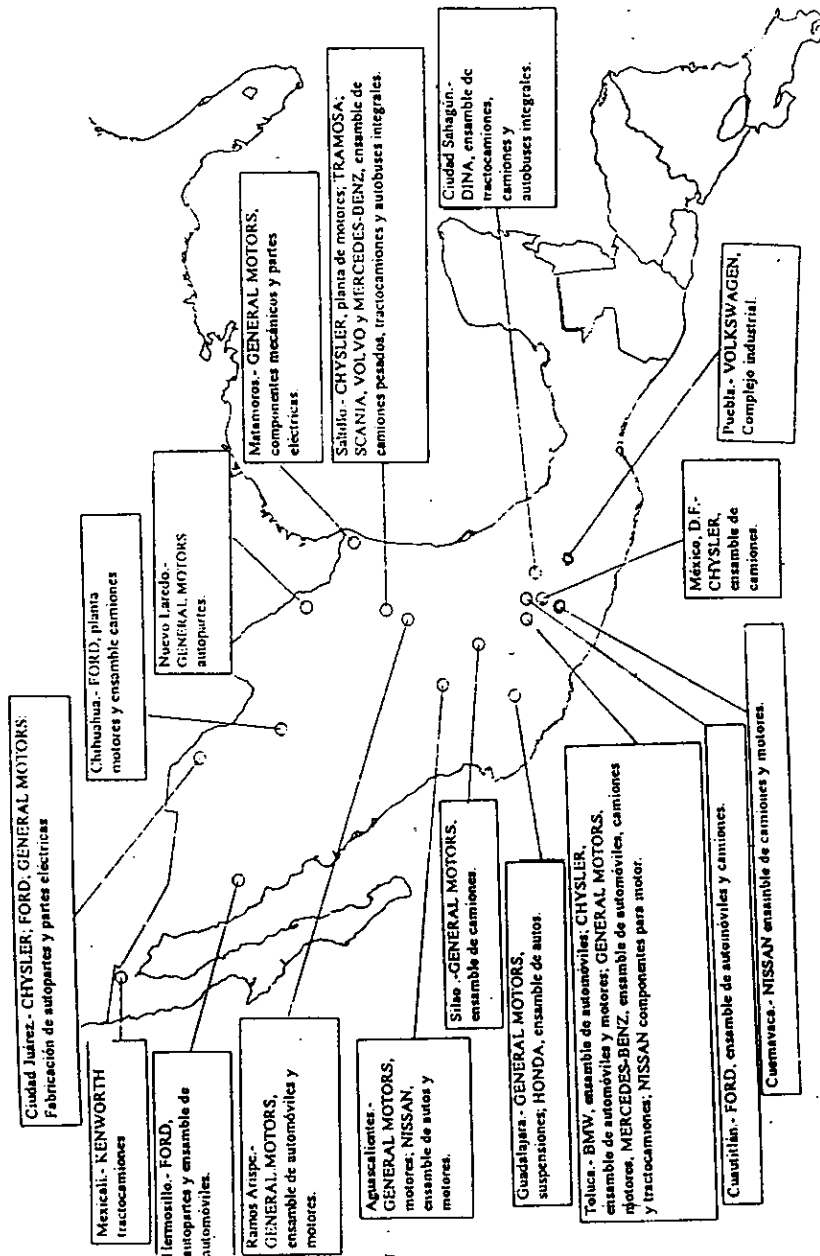 Ciudad Juárez.- CHYSLER; FORD; GENERAL MOTORS:
Fabricación de autopartes y partes eléctricas
Mexicali.- KENWORTH
tractocamiones
Hermosillo.- FORD,
autopartes y ensamble de
automóviles.
Chihuahua.- FORD, planta
motores y ensamble camiones
Nuevo Laredo.-
GENERAL MOTORS
autopartes.
Matamoros.- GENERAL MOTORS,
componentes mecánicos y partes
eléctricas.
Saltillo.- CHYSLER, planta de motores; TRAMOSA;
SCANIA, VOLVO y MERCEDES-BENZ, ensamble de
camiones pesados, tractocamiones y autobuses integrales.
Ramos Arispe.-
GENERAL MOTORS,
ensamble de automóviles y
motores.
Aguascalientes.-
GENERAL MOTORS,
motores; NISSAN,
ensamble de autos y
motores.
Silao .-GENERAL MOTORS.
ensamble de camiones.
Guadalajara.- GENERAL MOTORS,
suspensiones; HONDA, ensamble de autos.
Toluca.- BMW, ensamble de automóviles; CHYSLER,
ensamble de automóviles y motores; GENERAL MOTORS,
motores, MERCEDES-BENZ, ensamble de automóviles, camiones
y tractocamiones; NISSAN componentes para motor.
Cuautitlán.- FORD, ensamble de automóviles y camiones.
Cuernavaca.- NISSAN ensamble de camiones y motores.
México, D.F.-
CHYSLER,
ensamble de
camiones.
Puebla.- VOLKSWAGEN,
Complejo industrial.
Ciudad Sahagún.-
DINA, ensamble de
tractocamiones,
camiones y
autobuses integrales.